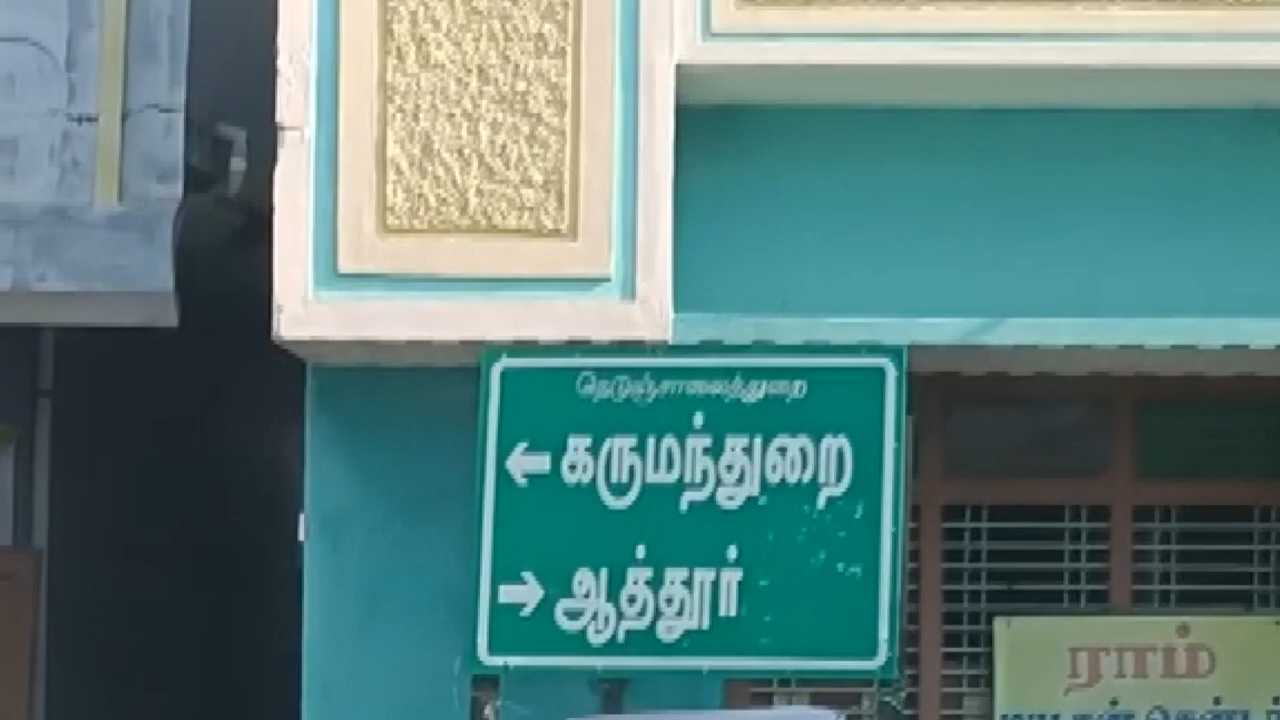 நெடுஞ்சாலைத்துறை
← கருமந்துறை
→ ஆத்தூர்
ராம்